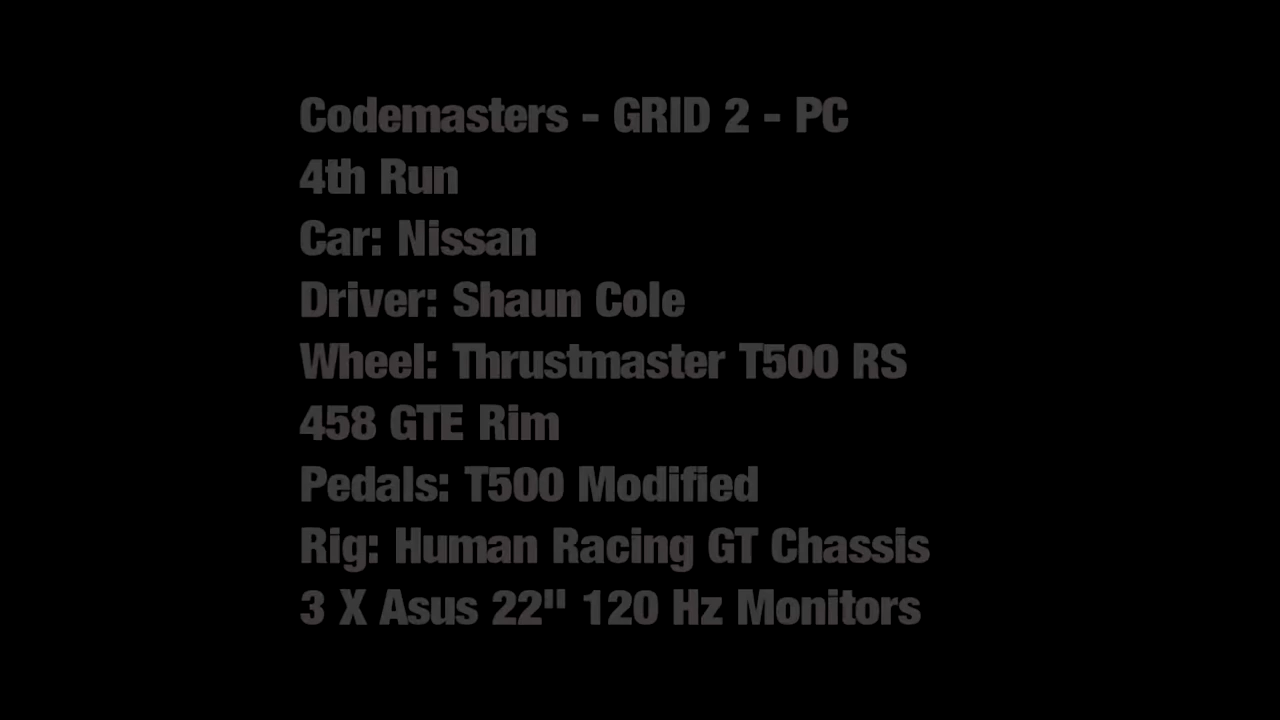 Codemasters - GRID 2 - PC
4th Run
Car: Nissan
Driver: Shaun Cole
Wheel: Thrustmaster T500 RS
458 GTE Rim
Pedals: T500 Modified
Rig: Human Racing GT Chassis
3 X Asus 22" 120 Hz Monitors